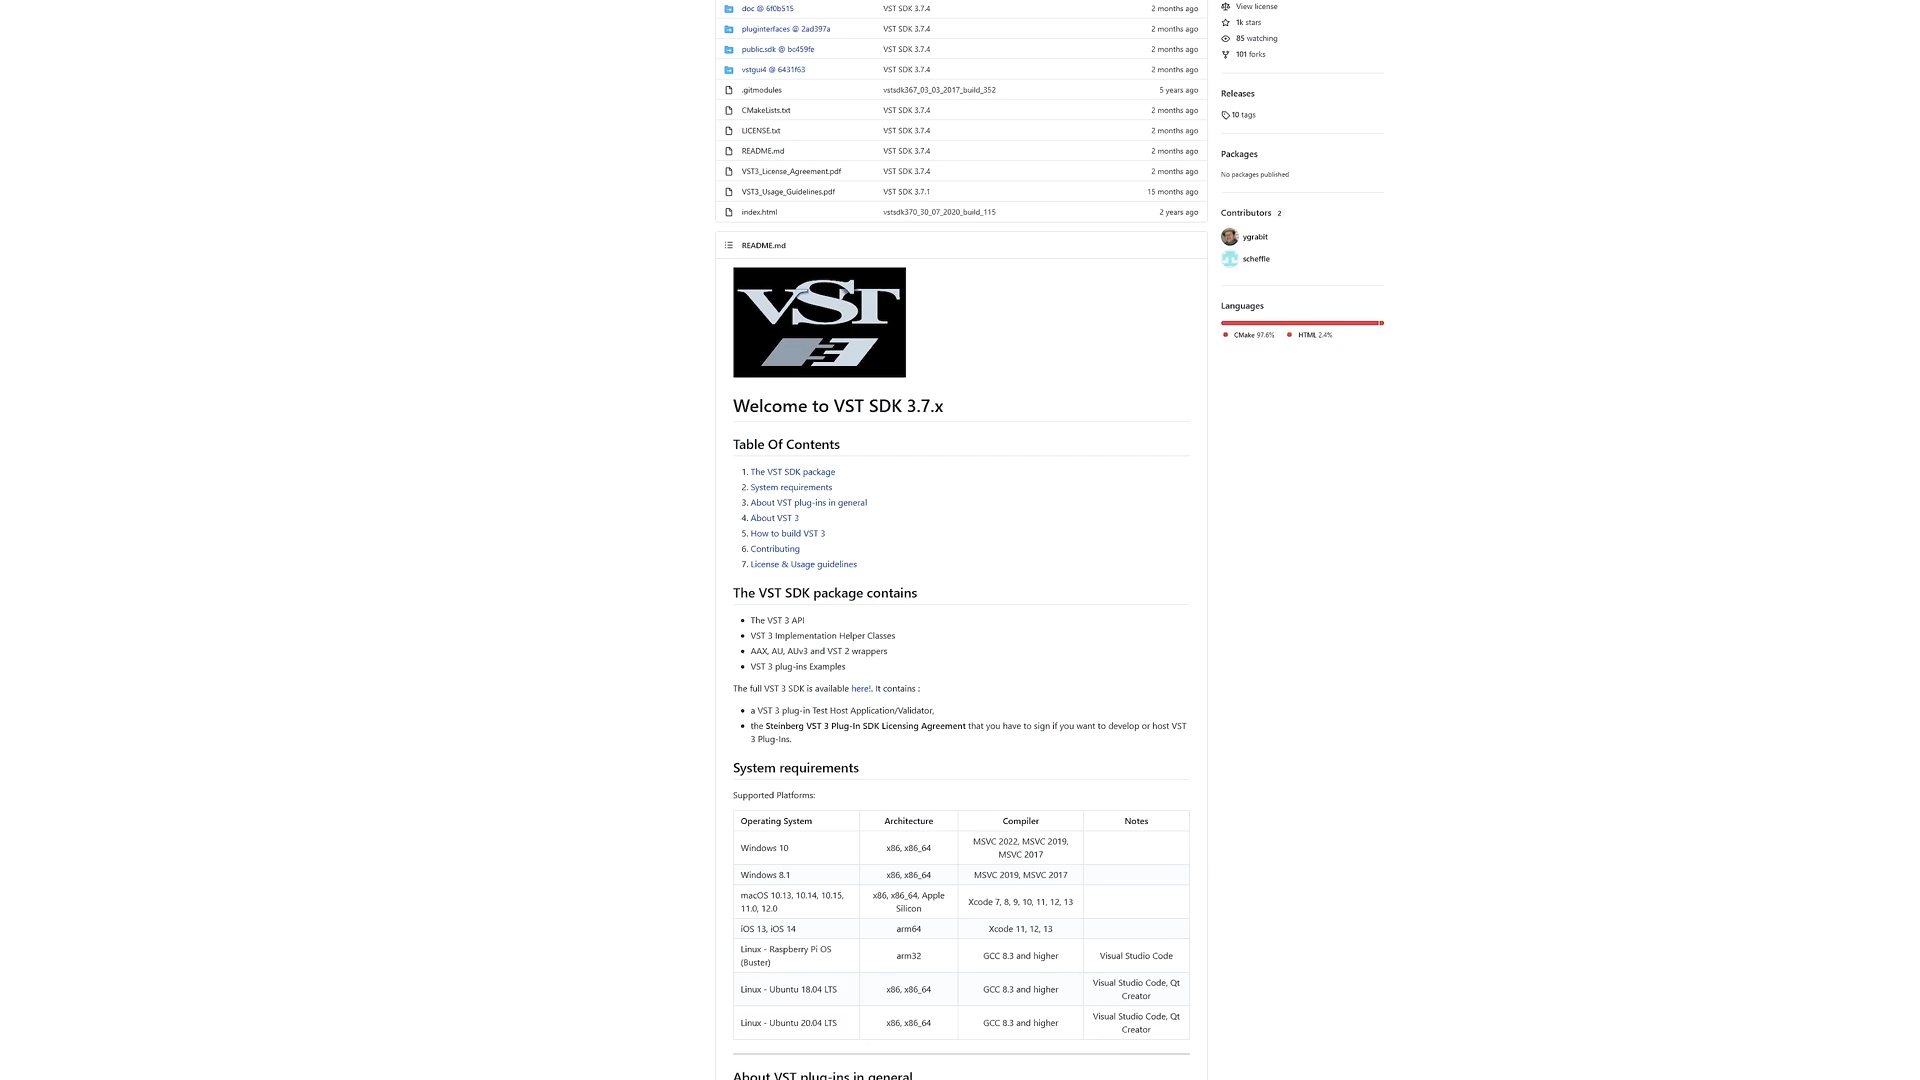 doc @ 6f0b515 VST SDK 3.7.4 2 months ago
pluginterfaces @ 2ad397a VST SDK 3.7.4 2 months ago
public.sdk @ bc459fe VST SDK 3.7.4 2 months ago
vstgui4 @ 6431f63 VST SDK 3.7.4 2 months ago
.gitmodules vstsdk367_03_03_2017_build_352 5 years ago
CMakeLists.txt VST SDK 3.7.4 2 months ago
LICENSE.txt VST SDK 3.7.4 2 months ago
README.md VST SDK 3.7.4 2 months ago
VST3_License_Agreement.pdf VST SDK 3.7.4 2 months ago
VST3_Usage_Guidelines.pdf VST SDK 3.7.1 15 months ago
index.html vstsdk370_30_07_2020_build_115 2 years ago
README.md
VST
3
Welcome to VST SDK 3.7.x
Table Of Contents
1. The VST SDK package
2. System requirements
3. About VST plug-ins in general
4. About VST 3
5. How to build VST 3
6. Contributing
7. License & Usage guidelines
The VST SDK package contains
• The VST 3 API
• VST 3 Implementation Helper Classes
• AAX, AU, AUv3 and VST 2 wrappers
• VST 3 plug-ins Examples
The full VST 3 SDK is available here!. It contains :
• a VST 3 plug-in Test Host Application/Validator,
• the Steinberg VST 3 Plug-In SDK Licensing Agreement that you have to sign if you want to develop or host VST
3 Plug-Ins.
System requirements
Supported Platforms:
Operating System Architecture Compiler Notes
Windows 10 x86, x86_64 MSVC 2022, MSVC 2019,
MSVC 2017
Windows 8.1 x86, x86_64 MSVC 2019, MSVC 2017
macOS 10.13, 10.14, 10.15,
11.0, 12.0 x86, x86_64, Apple
Silicon Xcode 7, 8, 9, 10, 11, 12, 13
iOS 13, iOS 14 arm64 Xcode 11, 12, 13
Linux - Raspberry Pi OS
(Buster) arm32 GCC 8.3 and higher Visual Studio Code
Linux - Ubuntu 18.04 LTS x86, x86_64 GCC 8.3 and higher Visual Studio Code, Qt
Creator
Linux - Ubuntu 20.04 LTS x86, x86_64 GCC 8.3 and higher Visual Studio Code, Qt
Creator
About VST plug-ins in general
View license
1k stars
85 watching
101 forks
Releases
10 tags
Packages
No packages published
Contributors 2
ygrabit
scheffle
Languages
CMake 97.6% HTML 2.4%